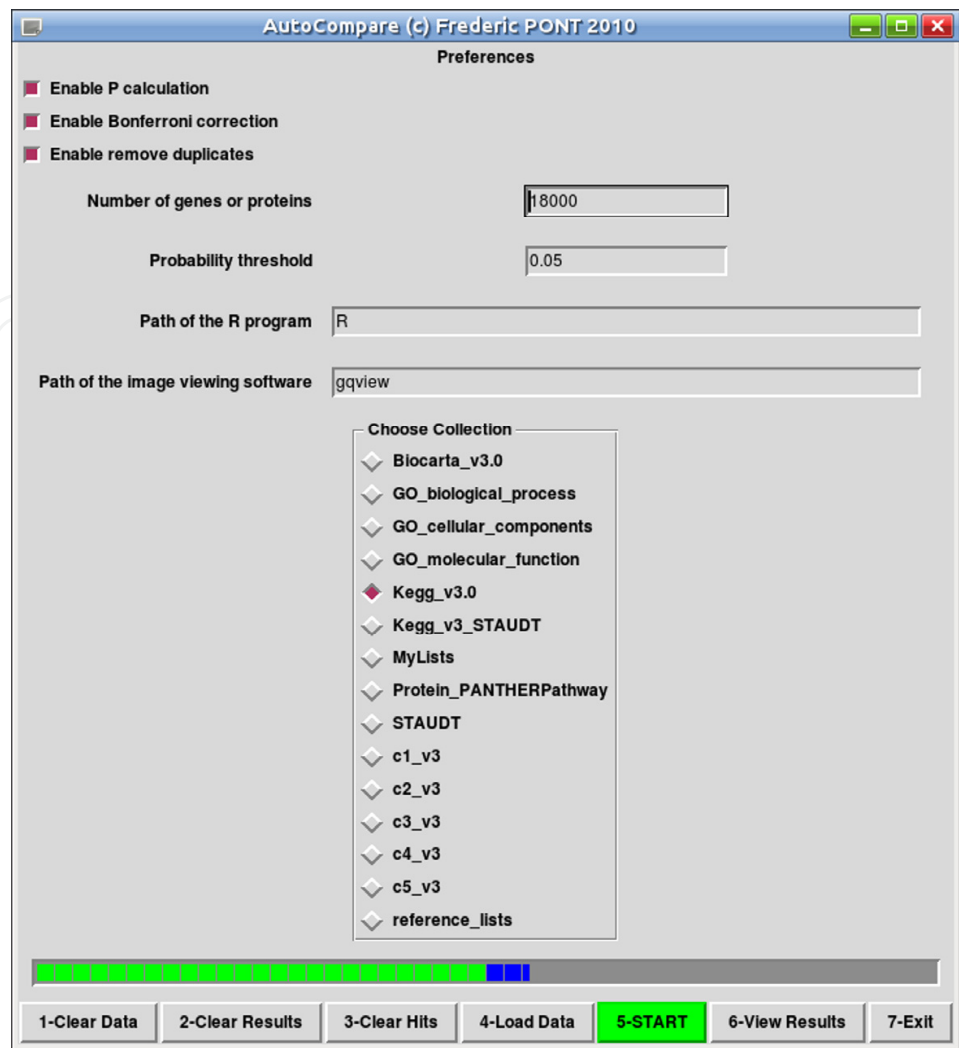 AutoCompare (c) Frederic PONT 2010
Preferences
Enable P calculation
Enable Bonferroni correction
Enable remove duplicates
Number of genes or proteins 18000
Probability threshold 0.05
Path of the R program R
Path of the image viewing software gqview
Choose Collection
Biocarta_v3.0
GO_biological_process
GO_cellular_components
GO_molecular_function
Kegg_v3.0
Kegg_v3_STAUDT
MyLists
Protein_PANTHERPathway
STAUDT
c1_v3
c2_v3
c3_v3
c4_v3
c5_v3
reference_lists
1-Clear Data 2-Clear Results 3-Clear Hits 4-Load Data 5-START 6-View Results 7-Exit